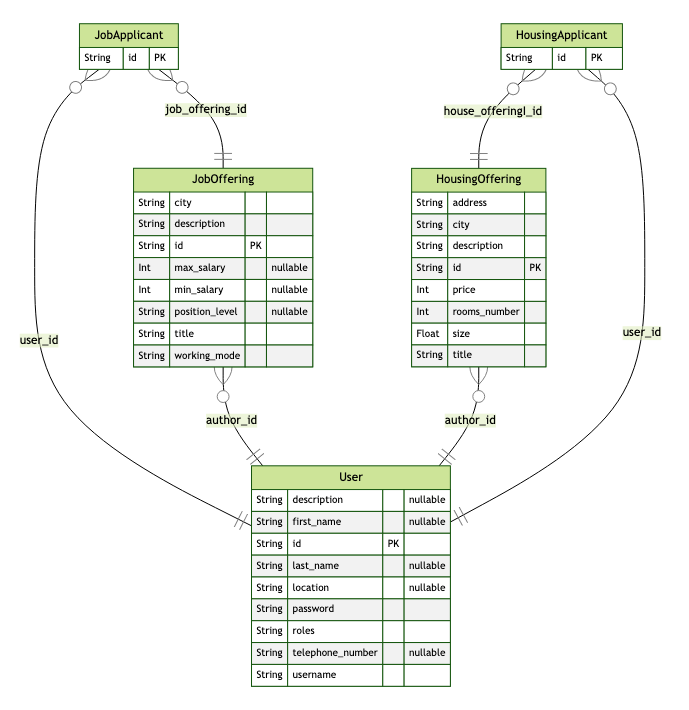 JobApplicant
String id PK
HousingApplicant
String id PK
job_offering_id
house_offeringl_id
JobOffering
String city
String description
String id PK
Int max_salary nullable
Int min_salary nullable
String position_level nullable
String title
String working_mode
HousingOffering
String address
String city
String description
String id PK
Int price
Int rooms_number
Float size
String title
user_id
user_id
author_id
author_id
User
String description nullable
String first_name nullable
String id PK
String last_name nullable
String location nullable
String password
String roles
String telephone_number nullable
String username